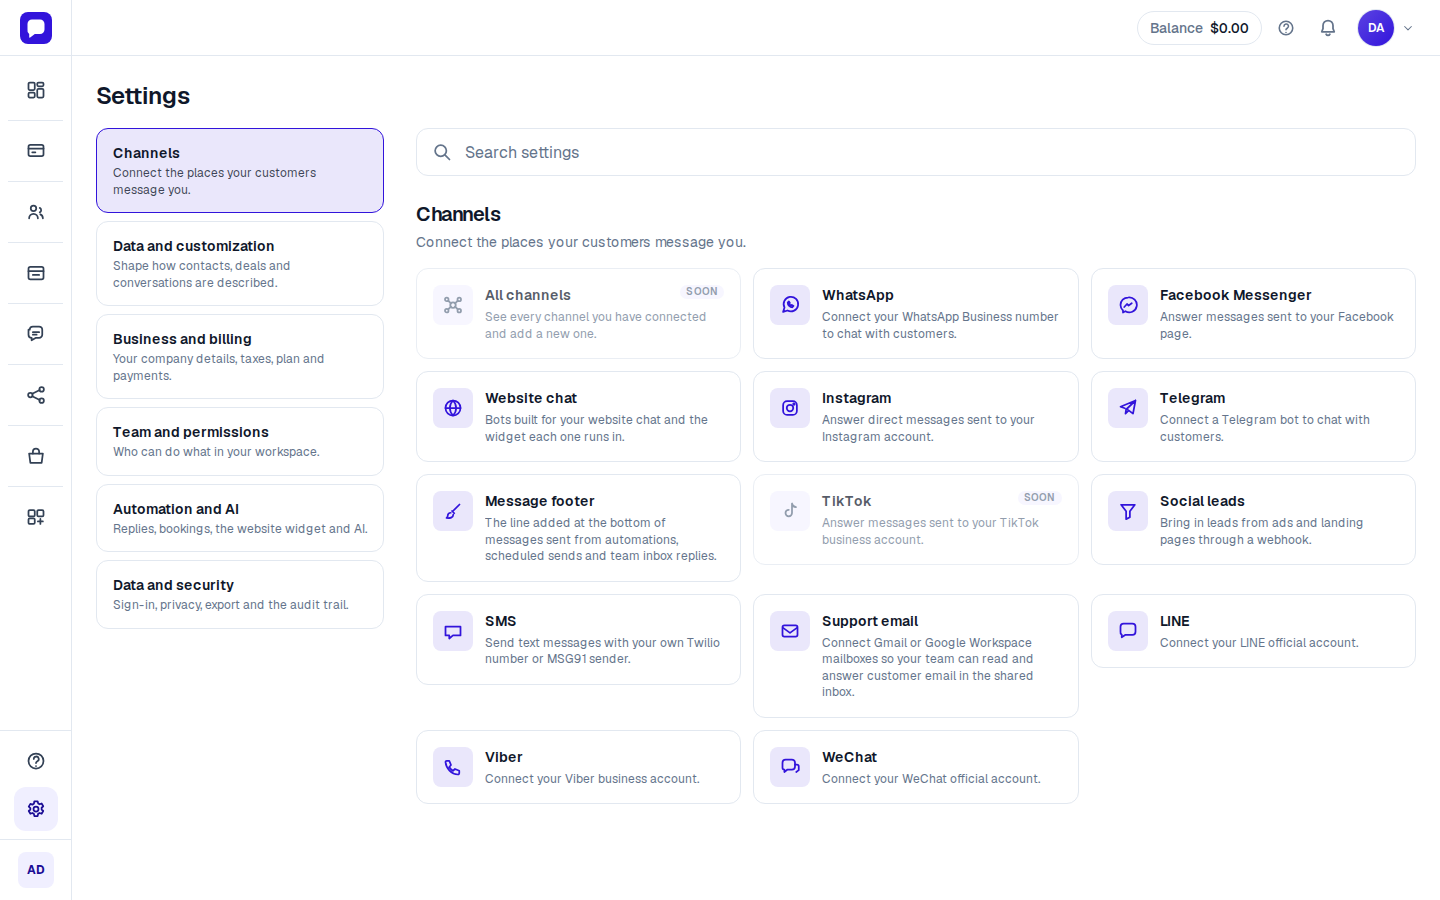 Balance $0.00
DA
Settings
Channels
Connect the places your customers
message you.
Data and customization
Shape how contacts, deals and
conversations are described.
Business and billing
Your company details, taxes, plan and
payments.
Team and permissions
Who can do what in your workspace.
Automation and AI
Replies, bookings, the website widget and AI.
Data and security
Sign-in, privacy, export and the audit trail.
AD
Search settings
Channels
Connect the places your customers message you.
All channels
SOON
See every channel you have connected
and add a new one.
WhatsApp
Connect your WhatsApp Business number
to chat with customers.
Facebook Messenger
Answer messages sent to your Facebook
page.
Website chat
Bots built for your website chat and the
widget each one runs in.
Instagram
Answer direct messages sent to your
Instagram account.
Telegram
Connect a Telegram bot to chat with
customers.
Message footer
The line added at the bottom of
messages sent from automations,
scheduled sends and team inbox replies.
TikTok
SOON
Answer messages sent to your TikTok
business account.
Social leads
Bring in leads from ads and landing
pages through a webhook.
SMS
Send text messages with your own Twilio
number or MSG91 sender.
Support email
Connect Gmail or Google Workspace
mailboxes so your team can read and
answer customer email in the shared
inbox.
LINE
Connect your LINE official account.
Viber
Connect your Viber business account.
WeChat
Connect your WeChat official account.